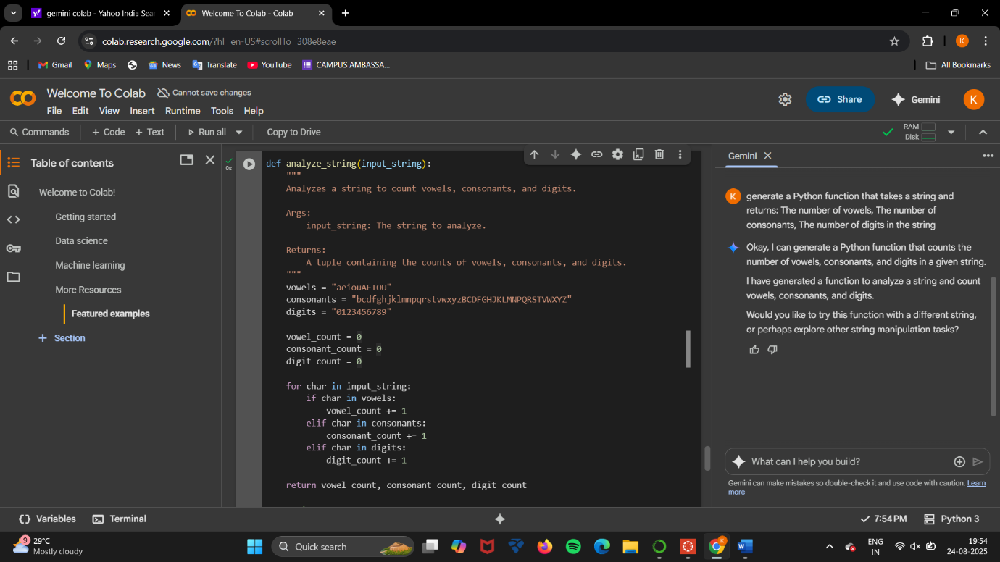 gemini colab - Yahoo India Sea
Welcome To Colab - Colab
colab.research.google.com/?hl=en-US#scrollTo=308e8eae
K
Gmail
Maps
News
Translate
YouTube
CAMPUS AMBASSA...
All Bookmarks
Welcome To Colab
Cannot save changes
File Edit View Insert Runtime Tools Help
Share
Gemini
K
Commands
+ Code + Text
Run all
Copy to Drive
RAM
Disk
Table of contents
Welcome to Colab!
Getting started
Data science
Machine learning
More Resources
Featured examples
+ Section
0s
def analyze_string(input_string):
"""
Analyzes a string to count vowels, consonants, and digits.
Args:
input_string: The string to analyze.
Returns:
A tuple containing the counts of vowels, consonants, and digits.
"""
vowels = "aeiouAEIOU"
consonants = "bcdfghjklmnpqrstvwxyzBCDFGHJKLMNPQRSTVWXYZ"
digits = "0123456789"
vowel_count = 0
consonant_count = 0
digit_count = 0
for char in input_string:
if char in vowels:
vowel_count += 1
elif char in consonants:
consonant_count += 1
elif char in digits:
digit_count += 1
return vowel_count, consonant_count, digit_count
Gemini
K
generate a Python function that takes a string and
returns: The number of vowels, The number of
consonants, The number of digits in the string
Okay, I can generate a Python function that counts the
number of vowels, consonants, and digits in a given string.
I have generated a function to analyze a string and count
vowels, consonants, and digits.
Would you like to try this function with a different string,
or perhaps explore other string manipulation tasks?
What can I help you build?
Gemini can make mistakes so double-check it and use code with caution. Learn
more
Variables
Terminal
7:54 PM
Python 3
9
29°C
Mostly cloudy
Quick search
K
ENG
IN
19:54
24-08-2025